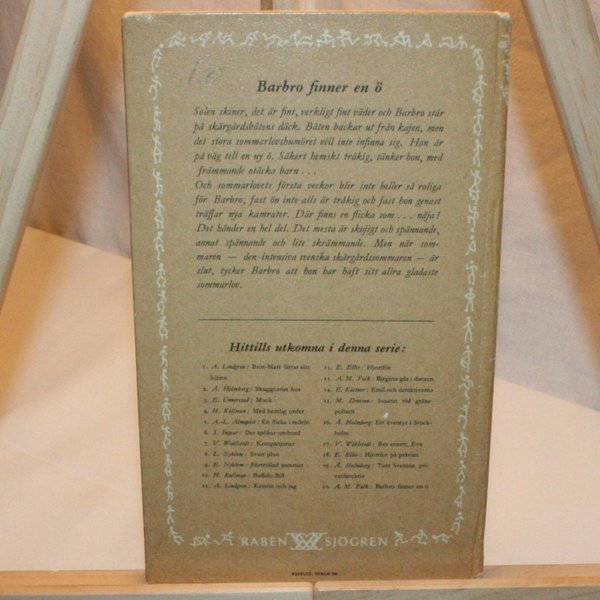 Barbro finner en ö
Solen skiner, det är fint, verkligt fint väder och Barbro står
på skärgårdsbåtens däck. Båten backar ut från kajen, men
det stora sommarlovshumöret vill inte infinna sig. Hon är
på väg till en ny ö. Säkert hemskt tråkig, tänker hon, med
främmande otäcka barn . . .
Och sommarlovets första veckor blir inte heller så roliga
för Barbro, fast ön inte alls är tråkig och fast hon genast
träffar nya kamrater. Där finns en flicka som . . . nåja!
Det händer en hel del. Det mesta är skojigt och spännande,
annat spännande och lite skrämmande. Men när som-
maren — den intensiva svenska skärgårdssommaren — är
slut, tycker Barbro att hon har haft sitt allra gladaste
sommarlov.
Hittills utkomna i denna serie:
1. A. Lindgren: Britt-Mari lättar sitt
hjärta
2. Å. Holmberg: Skuggornas hus
3. E. Unnerstad: Muck
4. H. Kullman: Med hemlig order
5. A.-L. Almquist: En flicka i nedr.
6. S. Ingvar: Det spökar ombord
7. V. Wahlstedt: Kompanjoner
8. L. Nyblom: Svart plan
9. E. Nyblom: Förtrollad sommar
10. H. Kullman: Buffalo Bill
11. A. Lindgren: Kerstin och jag
12. E. Ellis: Hjortfot
13. A. M. Falk: Birgitta går i dansen
14. E. Kästner: Emil och detektiverna
15. M. Denison: Insatt vid gräns-
polisen
16. Å. Holmberg: Ett äventyr i Stock-
holm
17. V. Wahlstedt: Res ensam, Eva
18. E. Ellis: Hjortfot på prärien
19. Å. Holmberg: Ture Sventon, pri-
vatdetektiv
20. A. M. Falk: Barbro finner en ö
RABÉN SJÖGREN